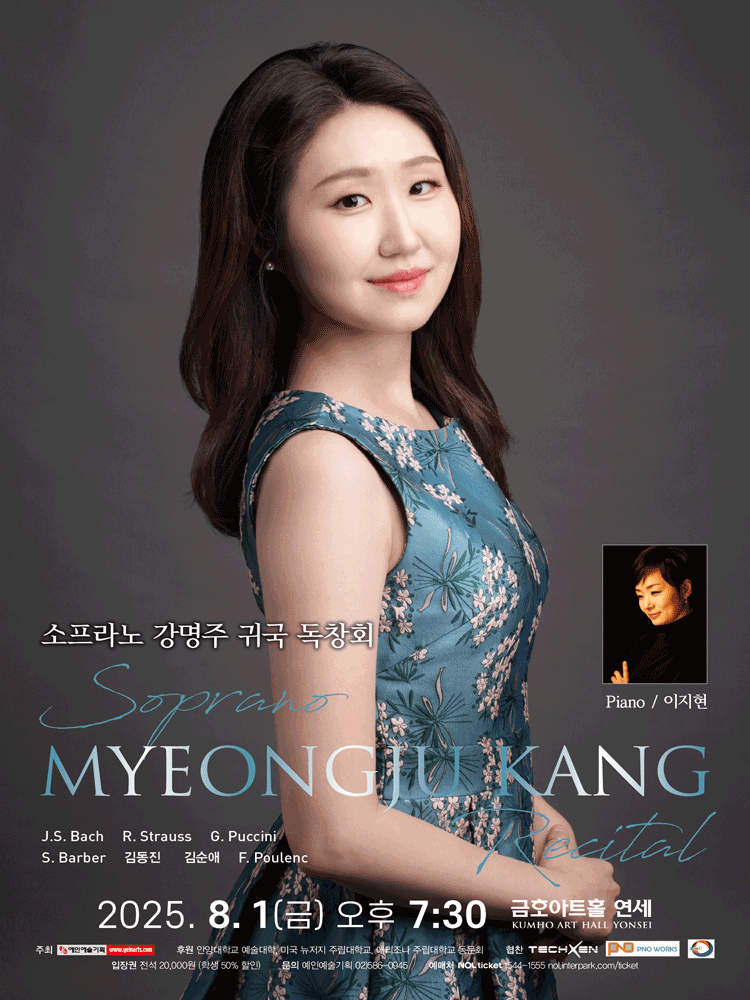 소프라노 강명주 귀국 독창회
Soprano
MYEONGJU KANG
Recital
Piano / 이지현
J.S. Bach R. Strauss G. Puccini
S. Barber 김동진 김순애 F. Poulenc
2025. 8. 1(금) 오후 7:30 금호아트홀 연세
KUMHO ART HALL YONSEI
주최 예인예술기획 www.yeinarts.com 후원 안양대학교 예술대학, 미국 뉴저지 주립대학교, 애리조나 주립대학교 동문회 협찬 TECHXEN PNO PNO WORKS
입장권 전석 20,000원 (학생 50% 할인) 문의 예인예술기획 02)586-0945 예매처 NOL ticket 1544-1555 nol.interpark.com/ticket